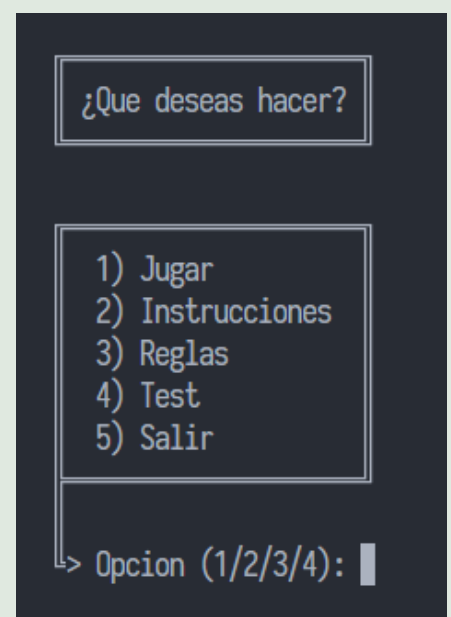 ¿Que deseas hacer?
1) Jugar
2) Instrucciones
3) Reglas
4) Test
5) Salir
> Opcion (1/2/3/4):